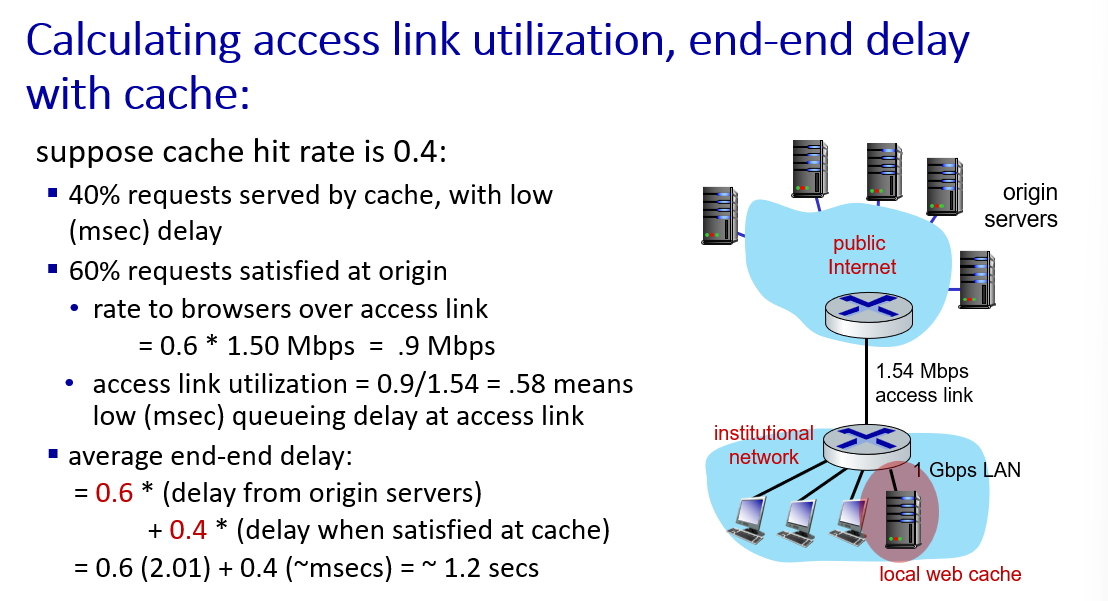 Calculating access link utilization, end-end delay
with cache:
suppose cache hit rate is 0.4:
▪ 40% requests served by cache, with low
(msec) delay
▪ 60% requests satisfied at origin
• rate to browsers over access link
= 0.6 * 1.50 Mbps = .9 Mbps
• access link utilization = 0.9/1.54 = .58 means
low (msec) queueing delay at access link
▪ average end-end delay:
= 0.6 * (delay from origin servers)
+ 0.4 * (delay when satisfied at cache)
= 0.6 (2.01) + 0.4 (~msecs) = ~ 1.2 secs
origin
servers
public
Internet
1.54 Mbps
access link
institutional
network
1 Gbps LAN
local web cache